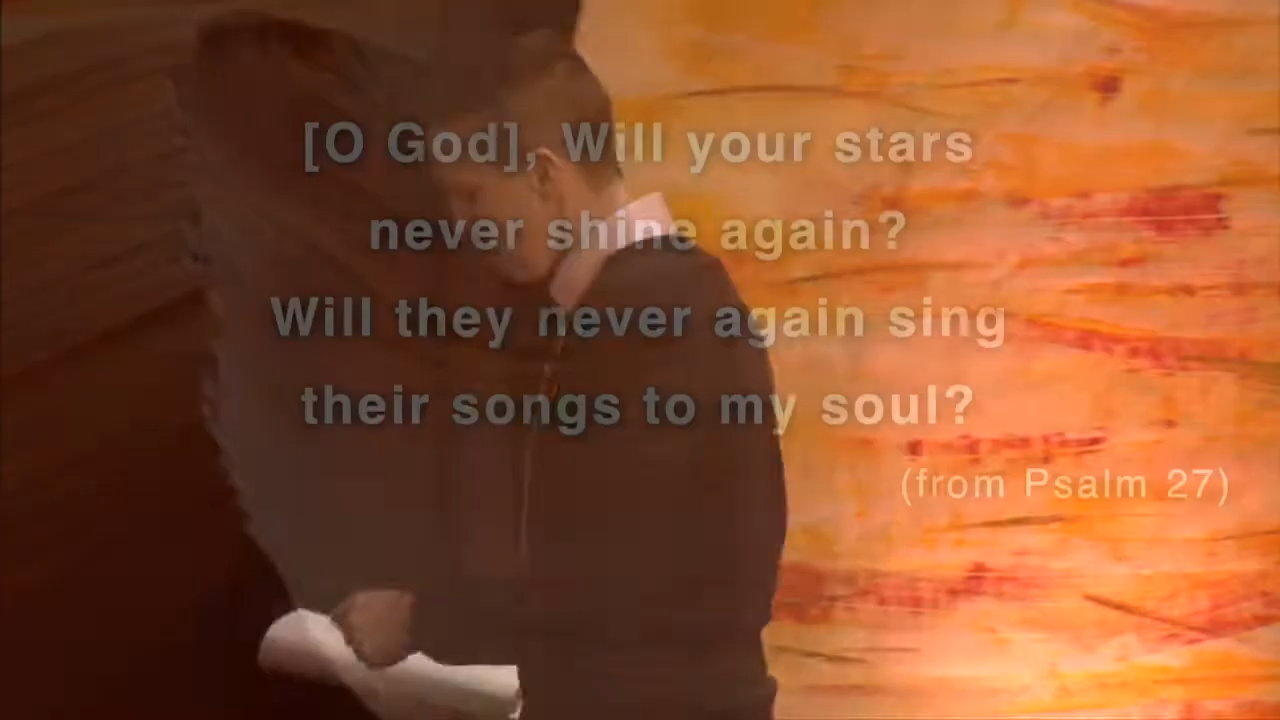 [O God], Will your stars
never shine again?
Will they never again sing
their songs to my soul?
(from Psalm 27)